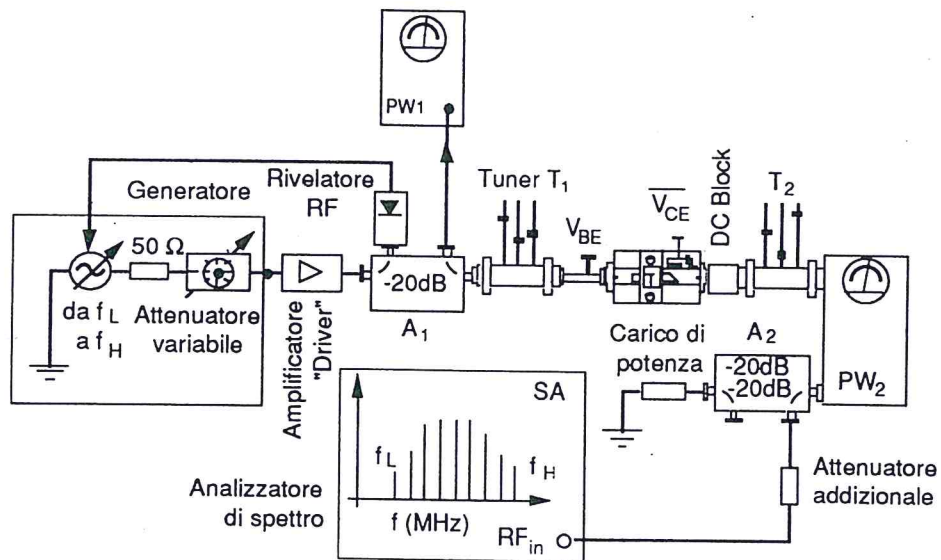 PW1
Generatore
50 Ω
da fL
a fH
Attenuatore
variabile
Amplificatore
"Driver"
Rivelatore
RF
-20dB
A1
Tuner T1
VBE
VCE
T
DC Block
T2
PW2
Carico di
potenza
A2
-20dB
-20dB
Attenuatore
addizionale
Analizzatore
di spettro
SA
fL
fH
f (MHz)
RFin